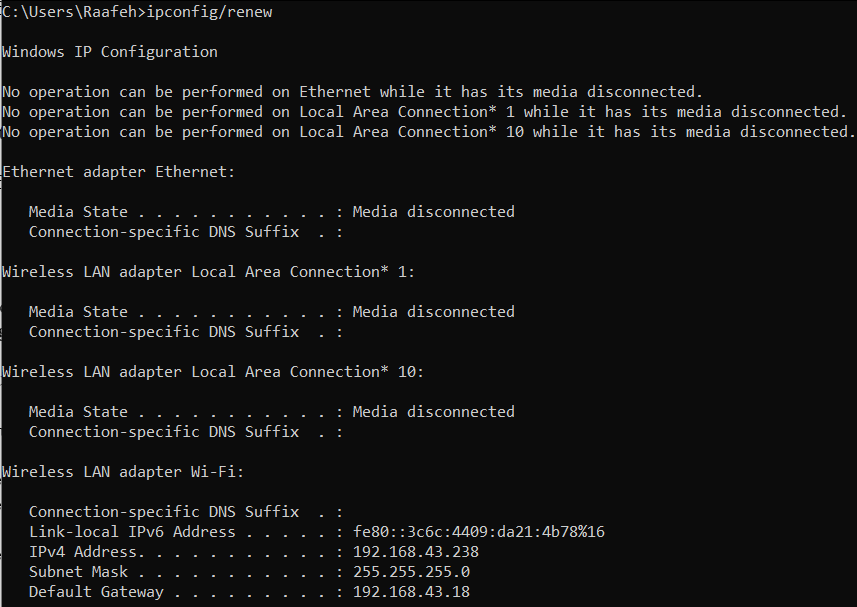 C:\Users\Raafeh>ipconfig/renew
Windows IP Configuration
No operation can be performed on Ethernet while it has its media disconnected.
No operation can be performed on Local Area Connection* 1 while it has its media disconnected.
No operation can be performed on Local Area Connection* 10 while it has its media disconnected.
Ethernet adapter Ethernet:
Media State . . . . . . . . . . . : Media disconnected
Connection-specific DNS Suffix  . :
Wireless LAN adapter Local Area Connection* 1:
Media State . . . . . . . . . . . : Media disconnected
Connection-specific DNS Suffix  . :
Wireless LAN adapter Local Area Connection* 10:
Media State . . . . . . . . . . . : Media disconnected
Connection-specific DNS Suffix  . :
Wireless LAN adapter Wi-Fi:
Connection-specific DNS Suffix  . :
Link-local IPv6 Address . . . . . : fe80::3c6c:4409:da21:4b78%16
IPv4 Address. . . . . . . . . . . : 192.168.43.238
Subnet Mask . . . . . . . . . . . : 255.255.255.0
Default Gateway . . . . . . . . . : 192.168.43.18